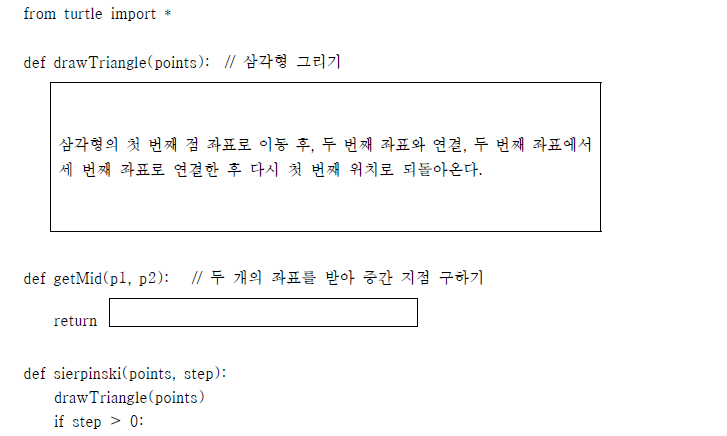 from turtle import *
def drawTriangle(points): // 삼각형 그리기
삼각형의 첫 번째 점 좌표로 이동 후, 두 번째 좌표와 연결, 두 번째 좌표에서
세 번째 좌표로 연결한 후 다시 첫 번째 위치로 되돌아온다.
def getMid(p1, p2): // 두 개의 좌표를 받아 중간 지점 구하기
return
def sierpinski(points, step):
drawTriangle(points)
if step > 0: